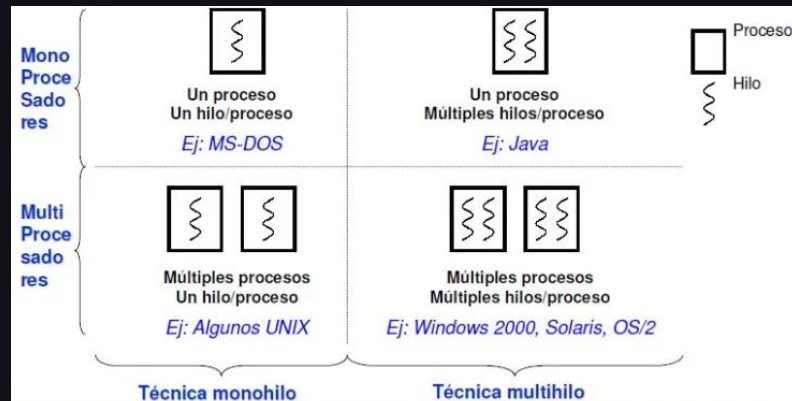 Mono
Proce
Sado
res
Un proceso
Un hilo/proceso
Ej: MS-DOS
Un proceso
Múltiples hilos/proceso
Ej: Java
Proceso
Hilo
Multi
Proce
sado
res
Múltiples procesos
Un hilo/proceso
Ej: Algunos UNIX
Múltiples procesos
Múltiples hilos/proceso
Ej: Windows 2000, Solaris, OS/2
Técnica monohilo
Técnica multihilo